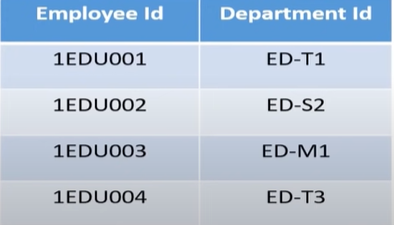 Employee Id Department Id
1EDU001 ED-T1
1EDU002 ED-S2
1EDU003 ED-M1
1EDU004 ED-T3